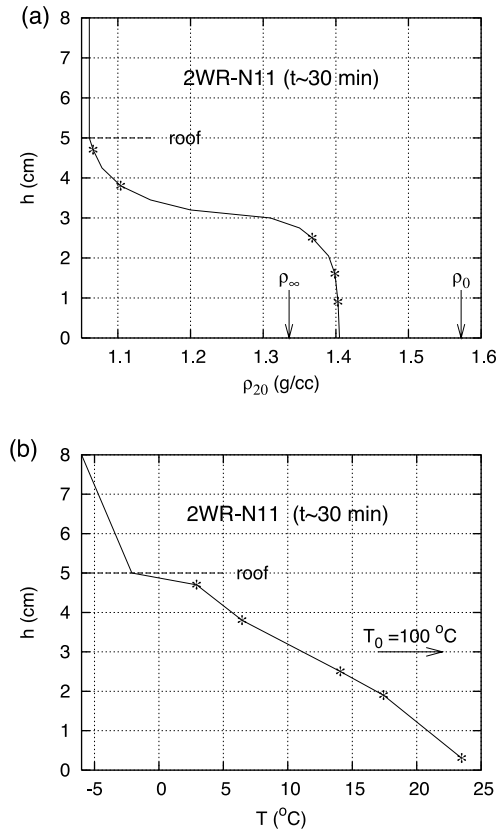 (a)
8
7
6
5
4
3
2
1
0
h (cm)
2WR-N11 (t~30 min)
roof
ρ∞
ρ0
1.1
1.2
1.3
1.4
1.5
1.6
ρ20 (g/cc)
(b)
8
7
6
5
4
3
2
1
0
h (cm)
2WR-N11 (t~30 min)
roof
T0 =100 °C
-5
0
5
10
15
20
25
T (°C)